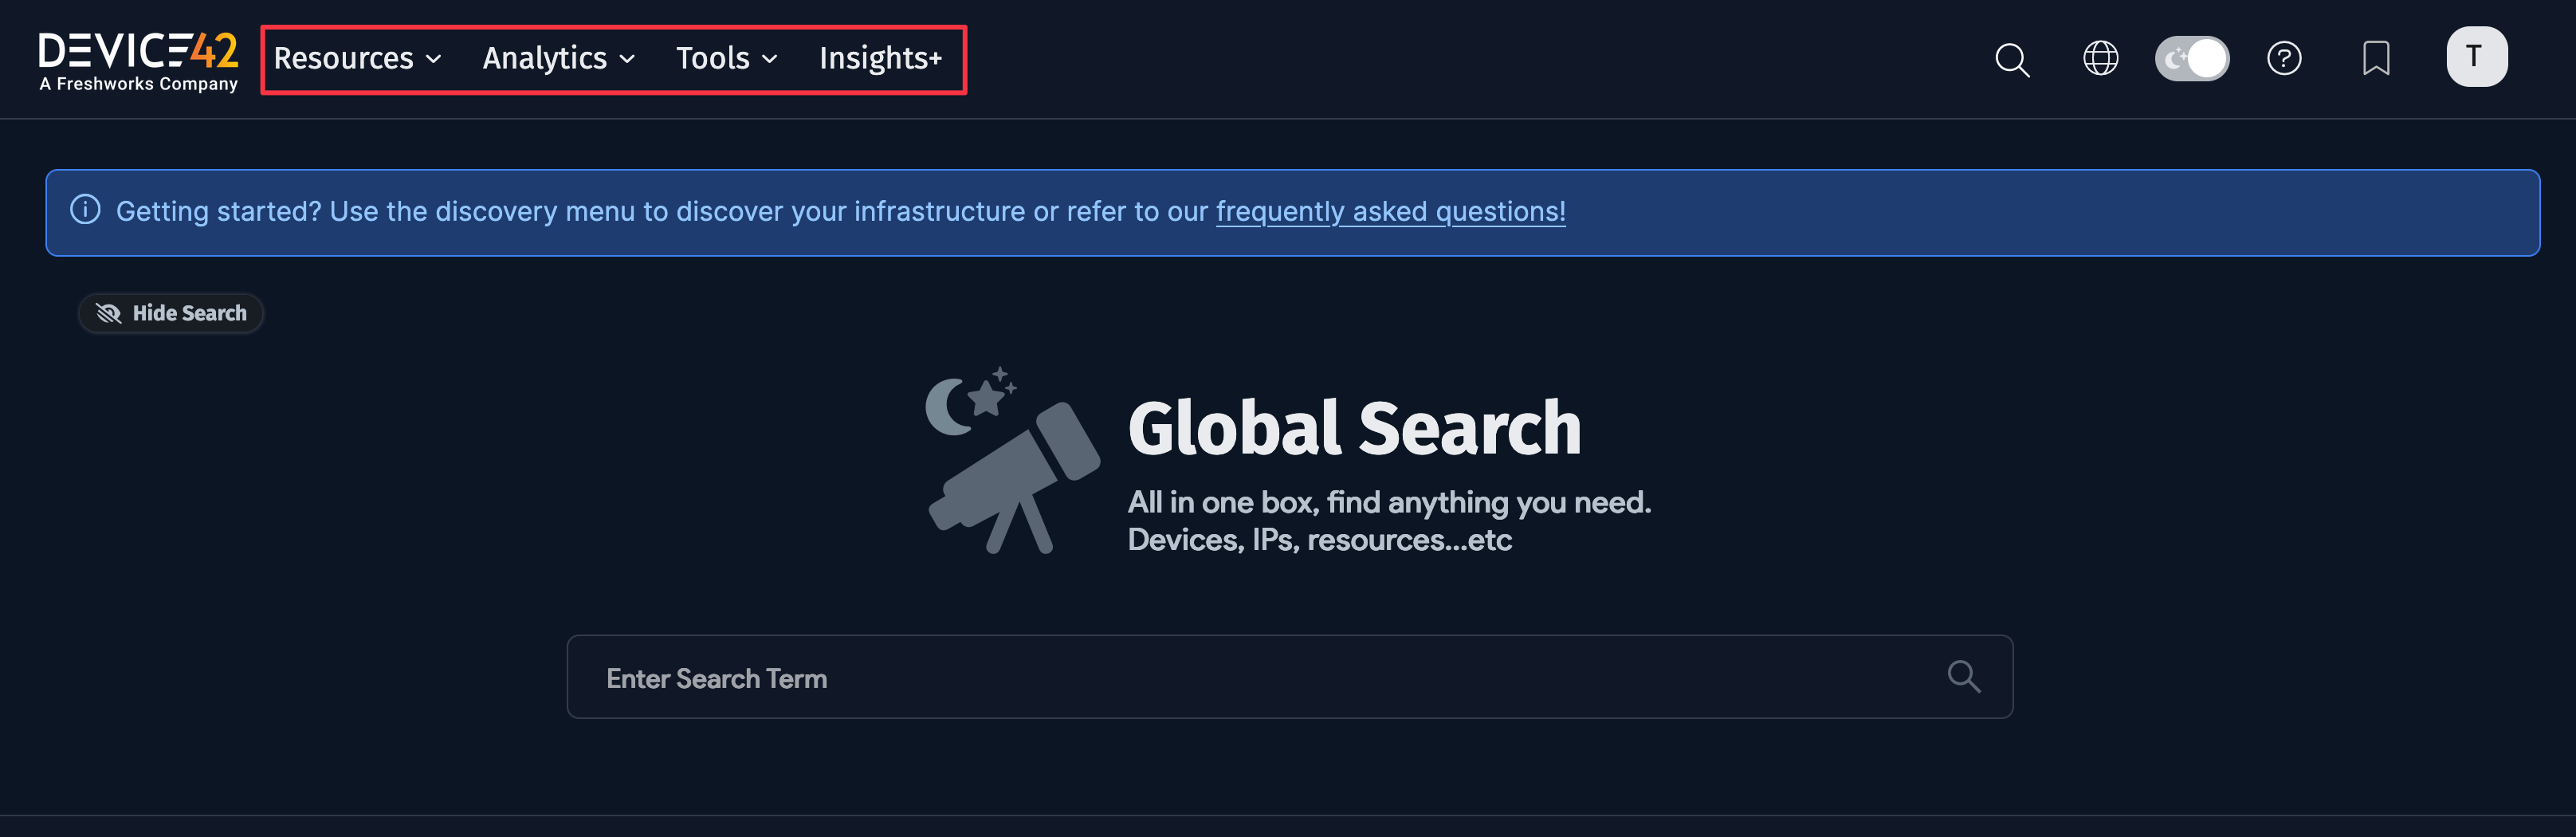 DEVICE42
A Freshworks Company
Resources
Analytics
Tools
Insights+
T
Getting started? Use the discovery menu to discover your infrastructure or refer to our frequently asked questions!
Hide Search
Global Search
All in one box, find anything you need.
Devices, IPs, resources...etc
Enter Search Term